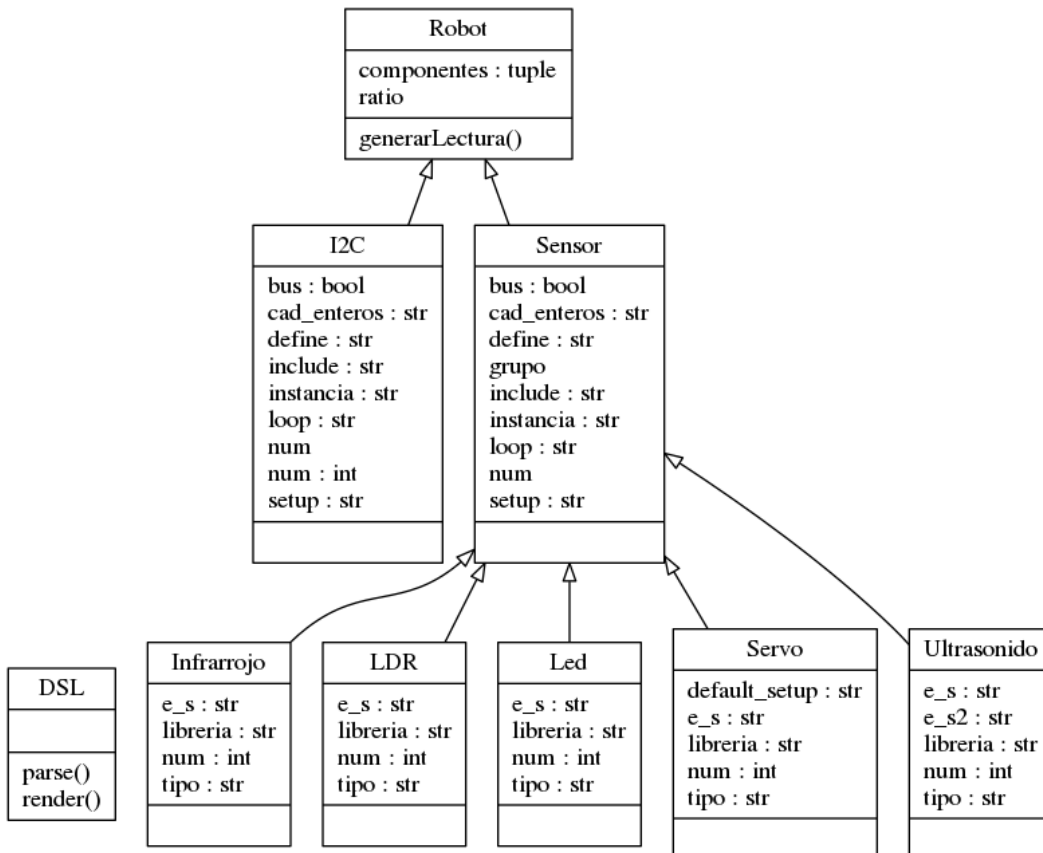 Robot
componentes : tuple
ratio
generarLectura()
I2C
bus : bool
cad_enteros : str
define : str
include : str
instancia : str
loop : str
num
num : int
setup : str
Sensor
bus : bool
cad_enteros : str
define : str
grupo
include : str
instancia : str
loop : str
num
setup : str
DSL
parse()
render()
Infrarrojo
e_s : str
libreria : str
num : int
tipo : str
LDR
e_s : str
libreria : str
num : int
tipo : str
Led
e_s : str
libreria : str
num : int
tipo : str
Servo
default_setup : str
e_s : str
libreria : str
num : int
tipo : str
Ultrasonido
e_s : str
e_s2 : str
libreria : str
num : int
tipo : str